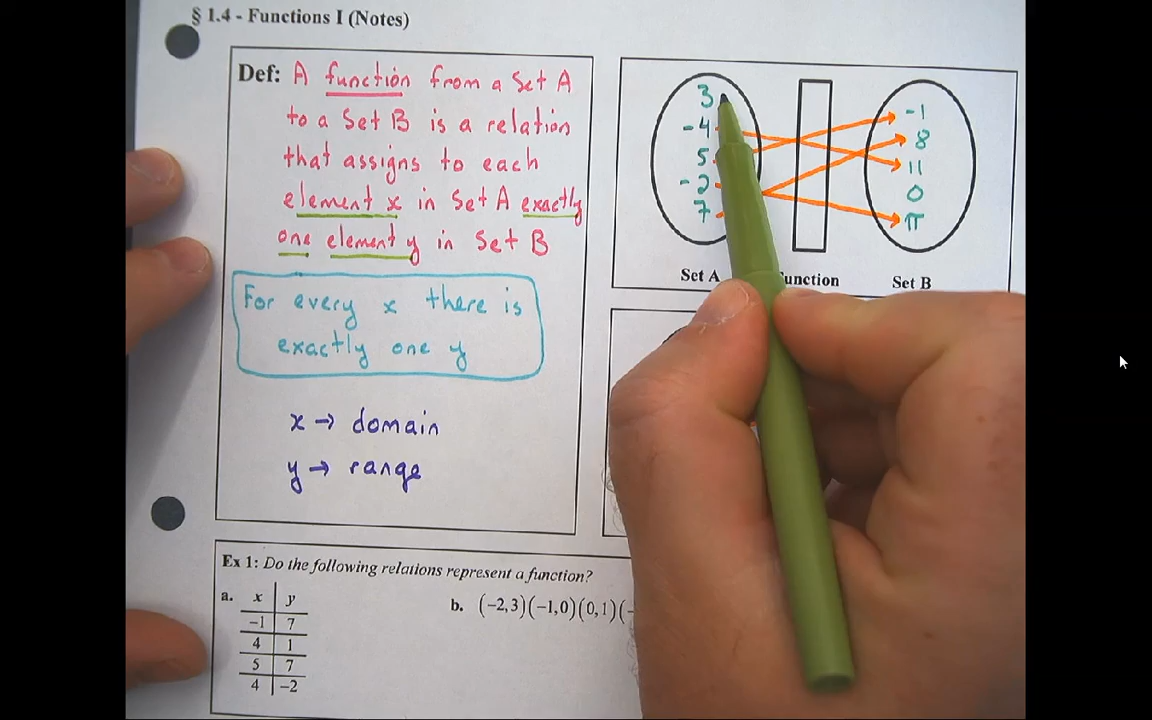 § 1.4 - Functions I (Notes)
Def: A function from a Set A
to a Set B is a relation
that assigns to each
element x in Set A exactly
one element y in Set B
For every x there is
exactly one y
x → domain
y → range
3
-4
5
-2
7
-1
8
11
0
π
Set A unction Set B
Ex 1: Do the following relations represent a function?
a. x y
-1 7
4 1
5 7
4 -2
b. (-2,3)(-1,0)(0,1)(-